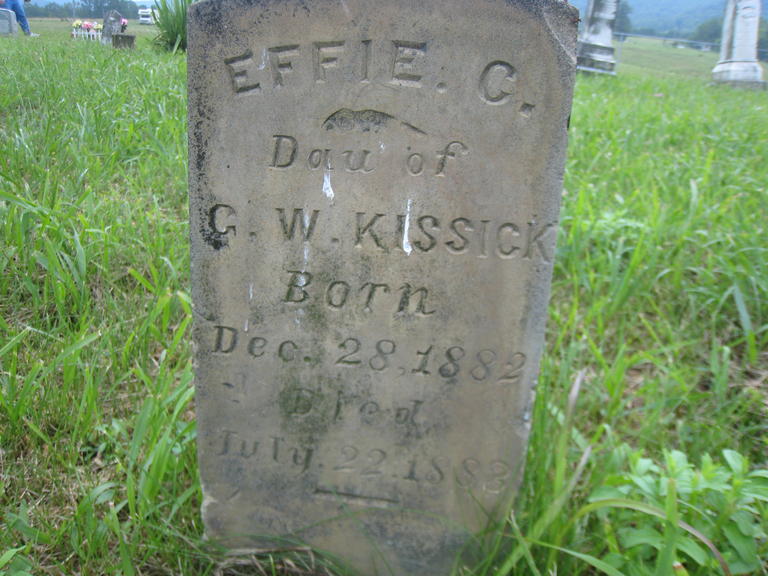 EFFIE. C.
Dau of
G. W. KISSICK
Born
Dec. 28, 1882
Died
July. 22. 1883